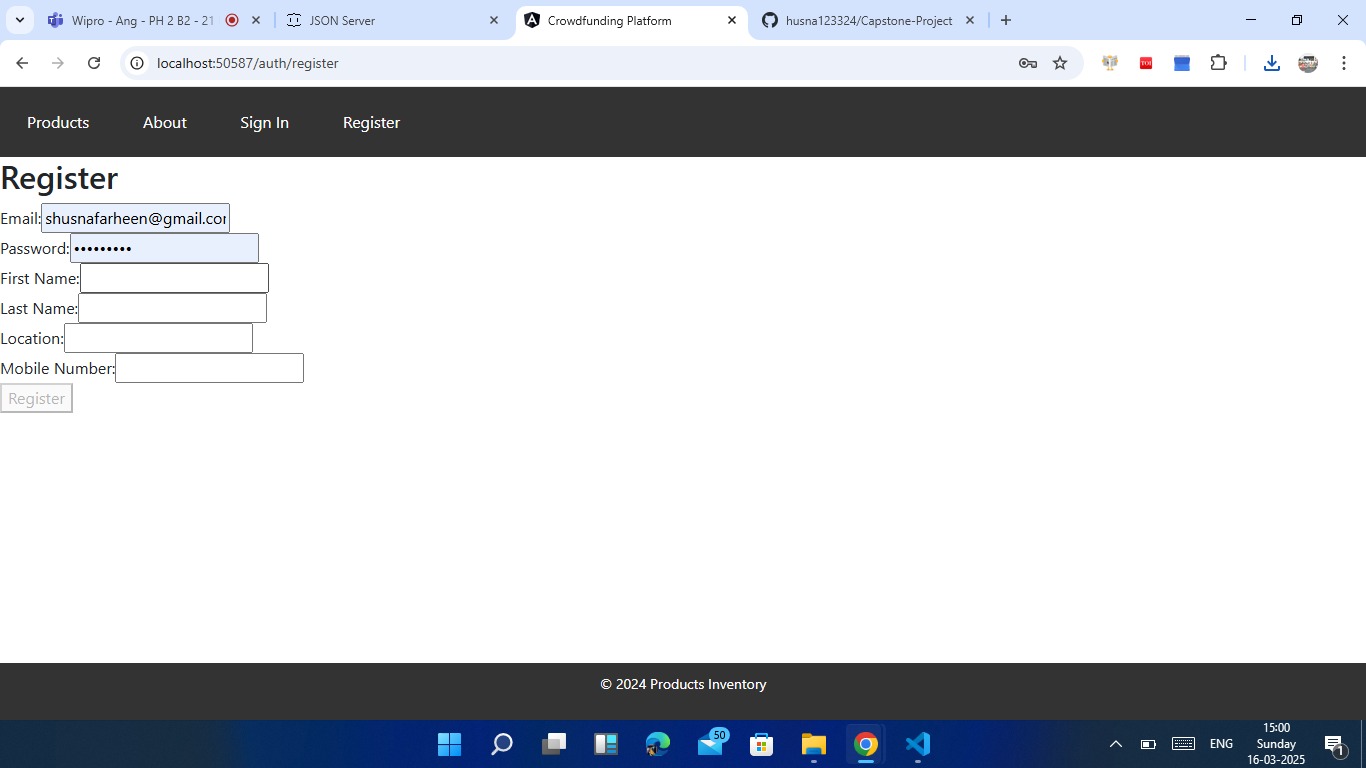 Wipro - Ang - PH 2 B2 - 21
JSON Server
Crowdfunding Platform
husna123324/Capstone-Project
localhost:50587/auth/register
TOI
Products
About
Sign In
Register
Register
Email:
shusnafarheen@gmail.com
Password:
•••••••••
First Name:
Last Name:
Location:
Mobile Number:
Register
© 2024 Products Inventory
50
ENG
15:00
Sunday
16-03-2025
1